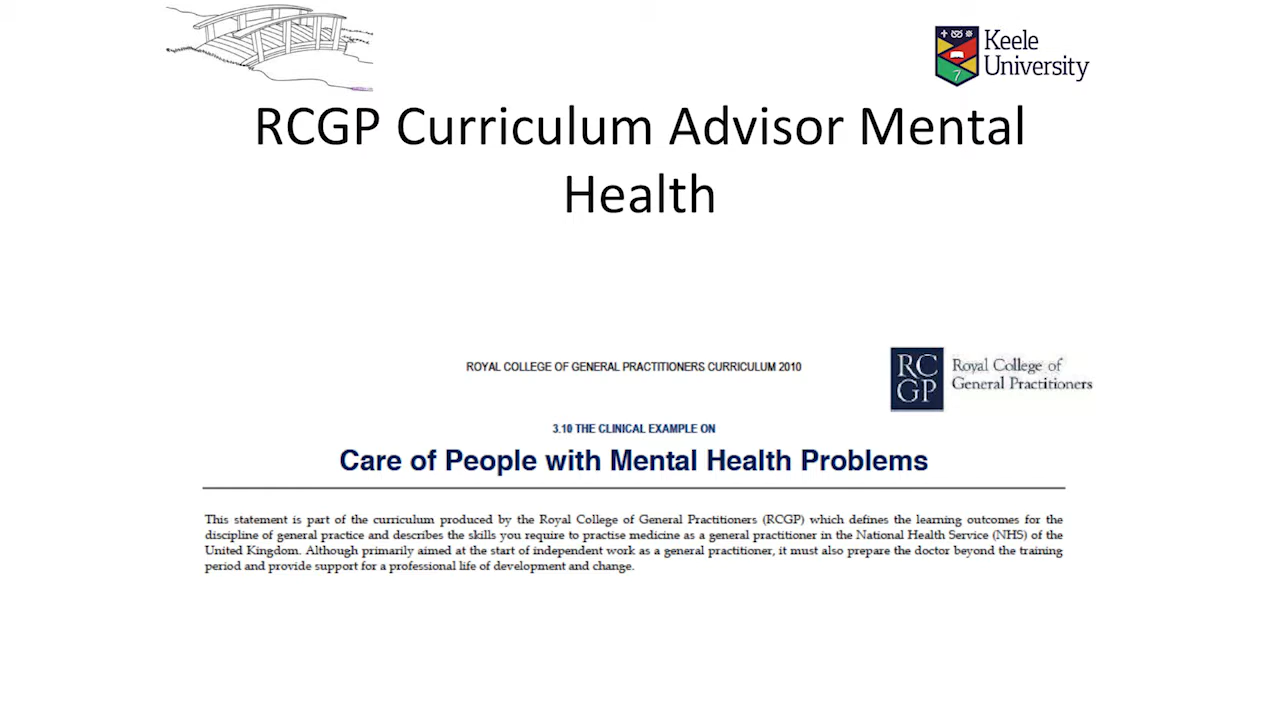 Keele
University
RCGP Curriculum Advisor Mental
Health
ROYAL COLLEGE OF GENERAL PRACTITIONERS CURRICULUM 2010
RC
GP
Royal College of
General Practitioners
3.10 THE CLINICAL EXAMPLE ON
Care of People with Mental Health Problems
This statement is part of the curriculum produced by the Royal College of General Practitioners (RCGP) which defines the learning outcomes for the
discipline of general practice and describes the skills you require to practise medicine as a general practitioner in the National Health Service (NHS) of the
United Kingdom. Although primarily aimed at the start of independent work as a general practitioner, it must also prepare the doctor beyond the training
period and provide support for a professional life of development and change.